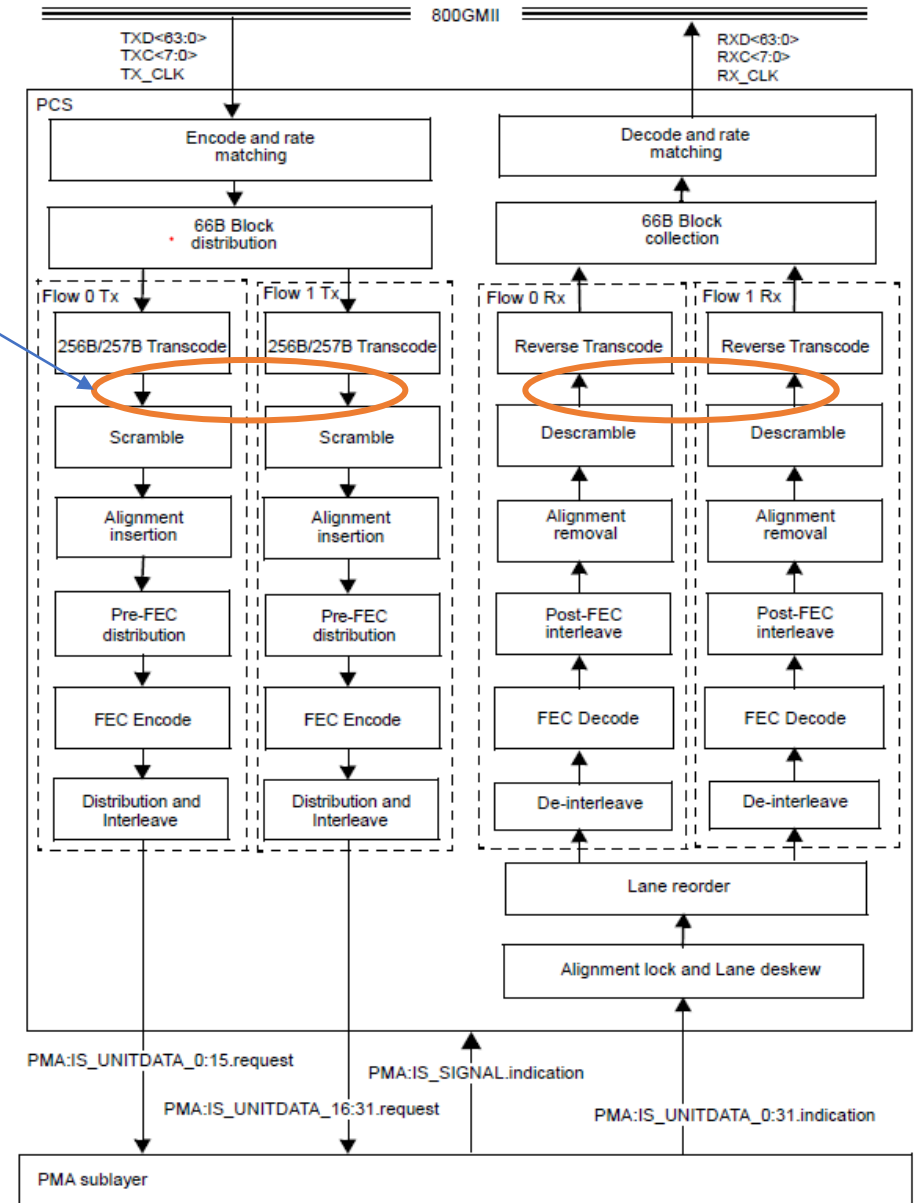 800GMII
TXD<63:0>
TXC<7:0>
TX_CLK
RXD<63:0>
RXC<7:0>
RX_CLK
PCS
Encode and rate
matching
66B Block
* distribution
Flow 0 Tx
256B/257B Transcode
Scramble
Alignment
insertion
Pre-FEC
distribution
FEC Encode
Distribution and
Interleave
Flow 1 Tx
256B/257B Transcode
Scramble
Alignment
insertion
Pre-FEC
distribution
FEC Encode
Distribution and
Interleave
Decode and rate
matching
66B Block
collection
Flow 0 Rx
Reverse Transcode
Descramble
Alignment
removal
Post-FEC
interleave
FEC Decode
De-interleave
Flow 1 Rx
Reverse Transcode
Descramble
Alignment
removal
Post-FEC
interleave
FEC Decode
De-interleave
Lane reorder
Alignment lock and Lane deskew
PMA:IS_UNITDATA_0:15.request
PMA:IS_SIGNAL.indication
PMA:IS_UNITDATA_16:31.request
PMA:IS_UNITDATA_0:31.indication
PMA sublayer